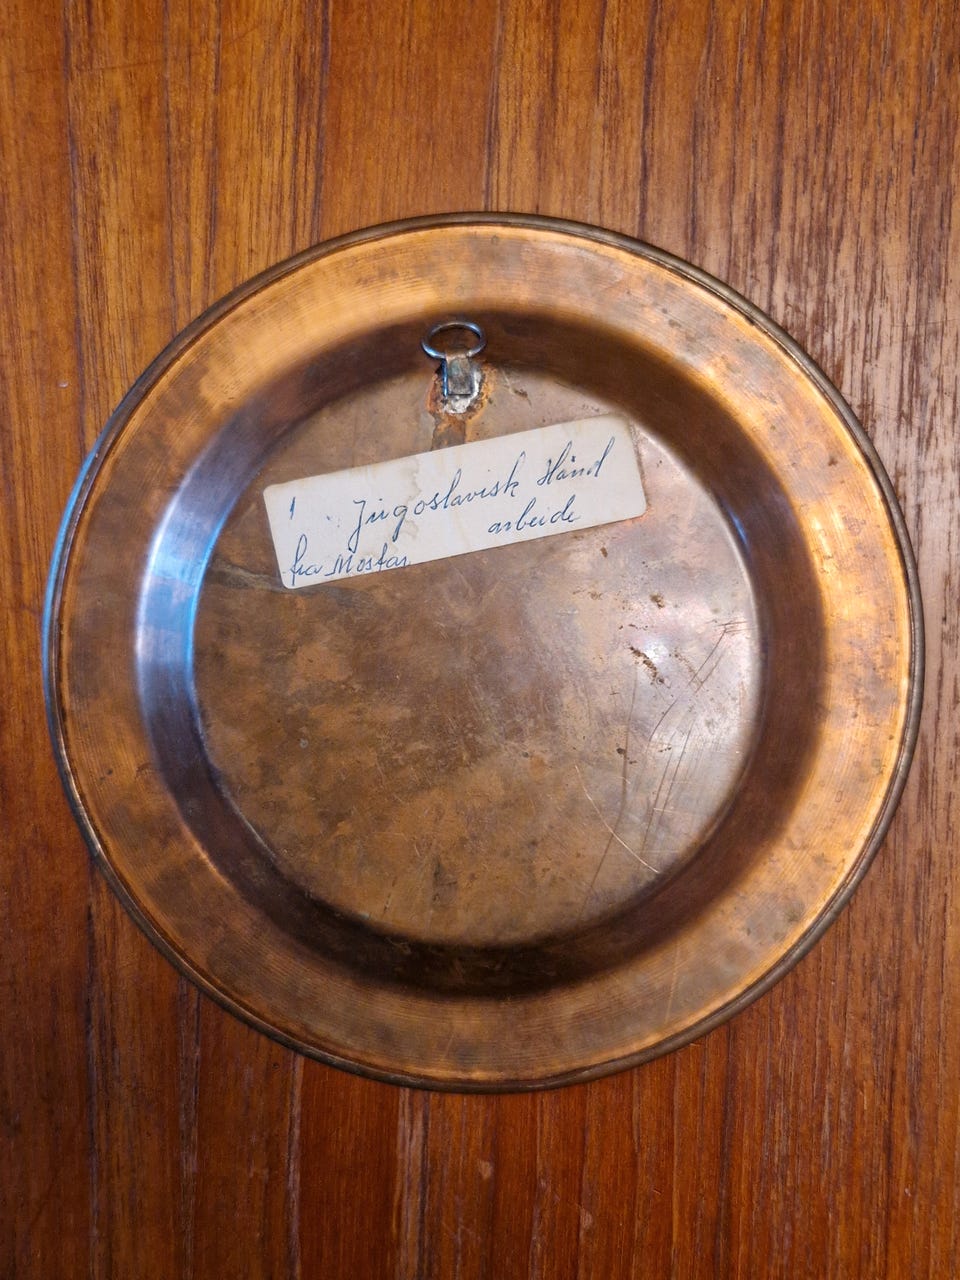 1 Jugoslavisk Hånd
arbeide
fra Mostar